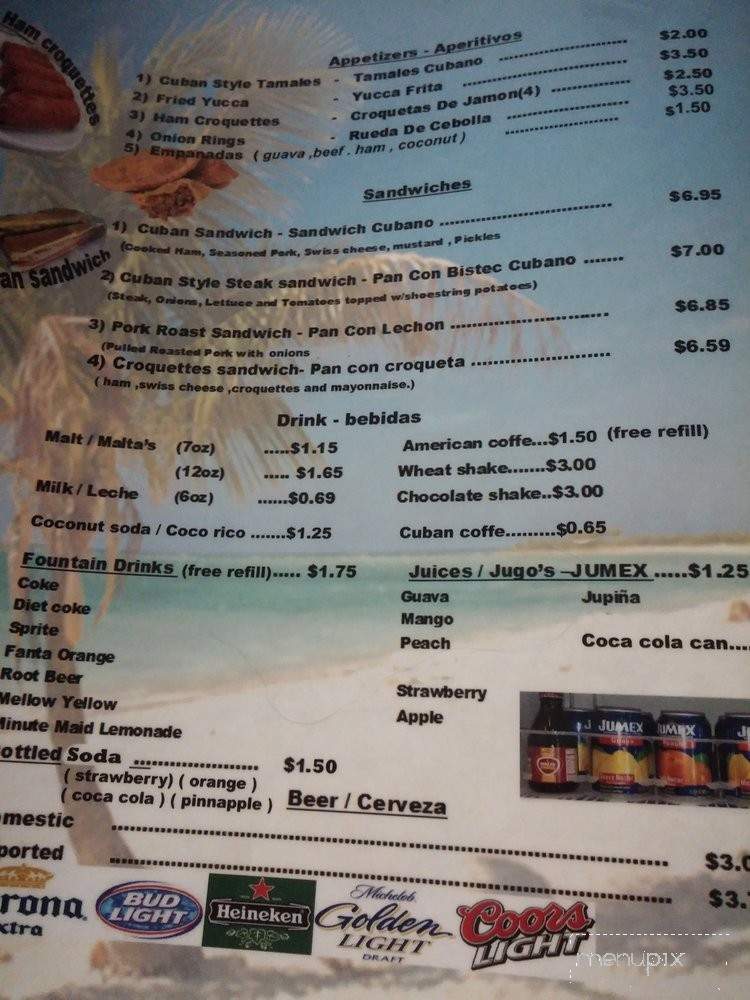 Ham croquettes
Appetizers - Aperitivos
1) Cuban Style Tamales - Tamales Cubano ........ $2.00
2) Fried Yucca - Yucca Frita ........ $3.50
3) Ham Croquettes - Croquetas De Jamon(4) ........ $2.50
4) Onion Rings - Rueda De Cebolla ........ $3.50
5) Empanadas ( guava ,beef . ham , coconut ) ........ $1.50
an Sandwich
Sandwiches
1) Cuban Sandwich - Sandwich Cubano ........ $6.95
(Cooked Ham, Seasoned Pork, Swiss cheese, mustard , Pickles
2) Cuban Style Steak sandwich - Pan Con Bistec Cubano ....... $7.00
(Steak, Onions, Lettuce and Tomatoes topped w/shoestring potatoes)
3) Pork Roast Sandwich - Pan Con Lechon ........ $6.85
(Pulled Roasted Pork with onions
4) Croquettes sandwich- Pan con croqueta ........ $6.59
( ham ,swiss cheese ,croquettes and mayonnaise.)
Drink - bebidas
Malt / Malta's (7oz) .....$1.15
(12oz) ..... $1.65
Milk / Leche (6oz) ......$0.69
Coconut soda / Coco rico .......$1.25
American coffe...$1.50 (free refill)
Wheat shake.......$3.00
Chocolate shake..$3.00
Cuban coffe.........$0.65
Fountain Drinks (free refill)..... $1.75
Coke
Diet coke
Sprite
Fanta Orange
Root Beer
Mellow Yellow
Minute Maid Lemonade
Juices / Jugo's –JUMEX .....$1.25
Guava Jupiña
Mango
Peach Coca cola can....
Strawberry
Apple
JUMEX
ottled Soda ........ $1.50
( strawberry) ( orange )
( coca cola ) ( pinnapple )
Beer / Cerveza
mestic ........ $3.0
ported ........ $3.
rona
xtra
BUD LIGHT
Heineken
Michelob
Golden
LIGHT
DRAFT
Coors
LIGHT
menupix